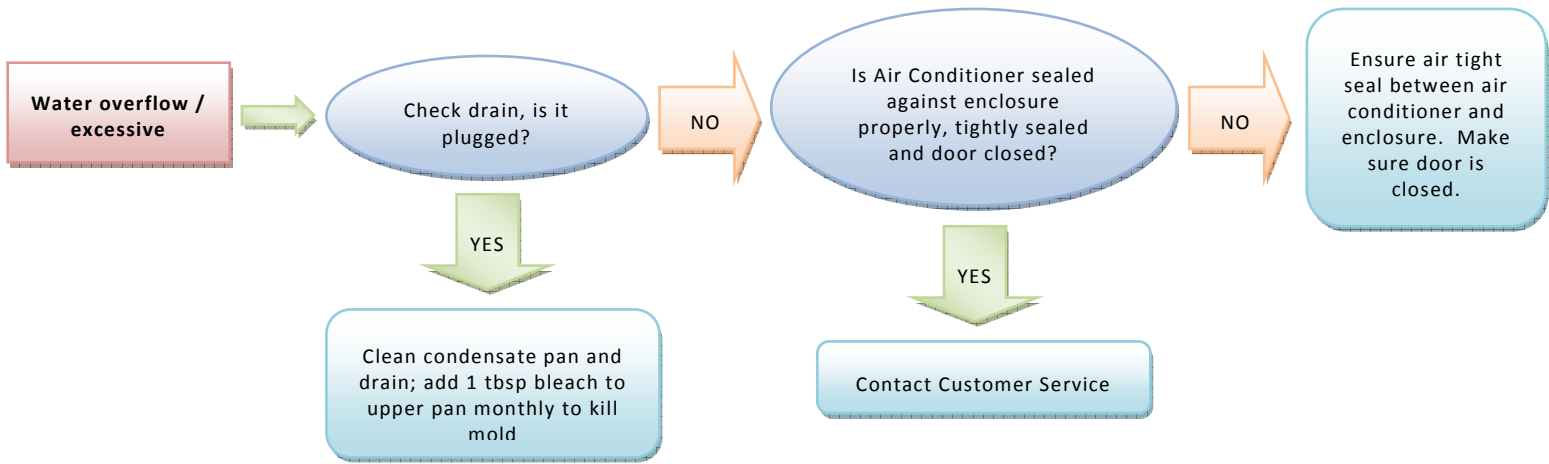 Water overflow /
excessive
Check drain, is it
plugged?
NO
Is Air Conditioner sealed
against enclosure
properly, tightly sealed
and door closed?
NO
Ensure air tight
seal between air
conditioner and
enclosure.  Make
sure door is
closed.
YES
Clean condensate pan and
drain; add 1 tbsp bleach to
upper pan monthly to kill
mold
YES
Contact Customer Service